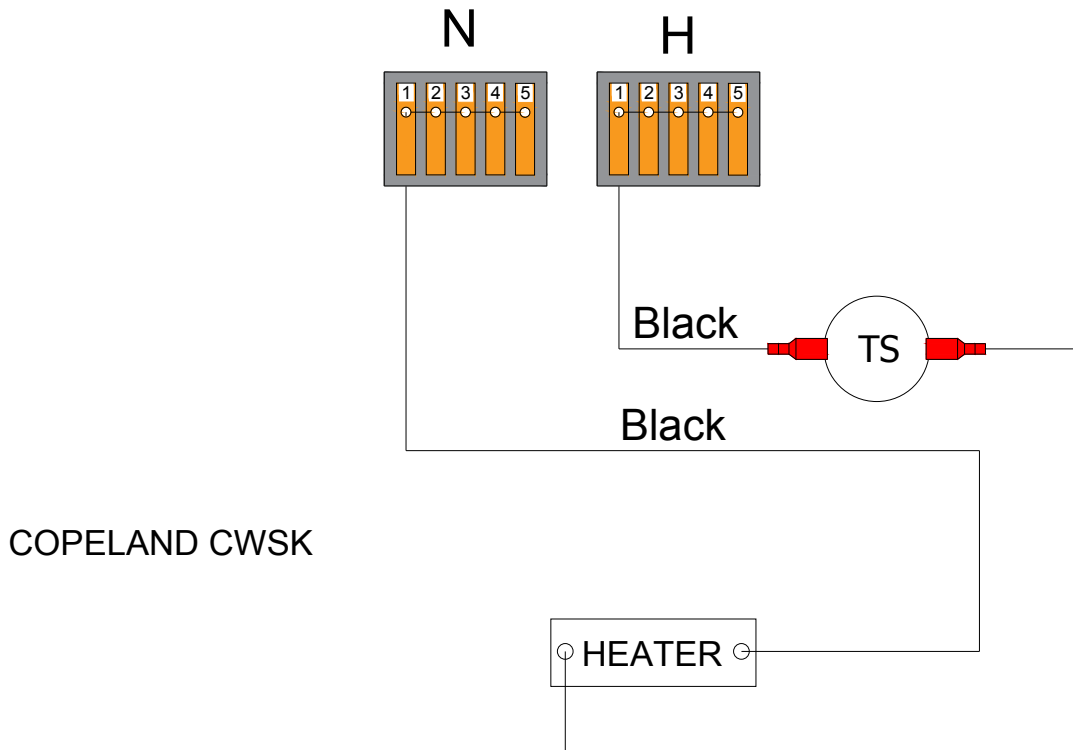 N H
1 2 3 4 5 1 2 3 4 5
Black
TS
Black
COPELAND CWSK
HEATER